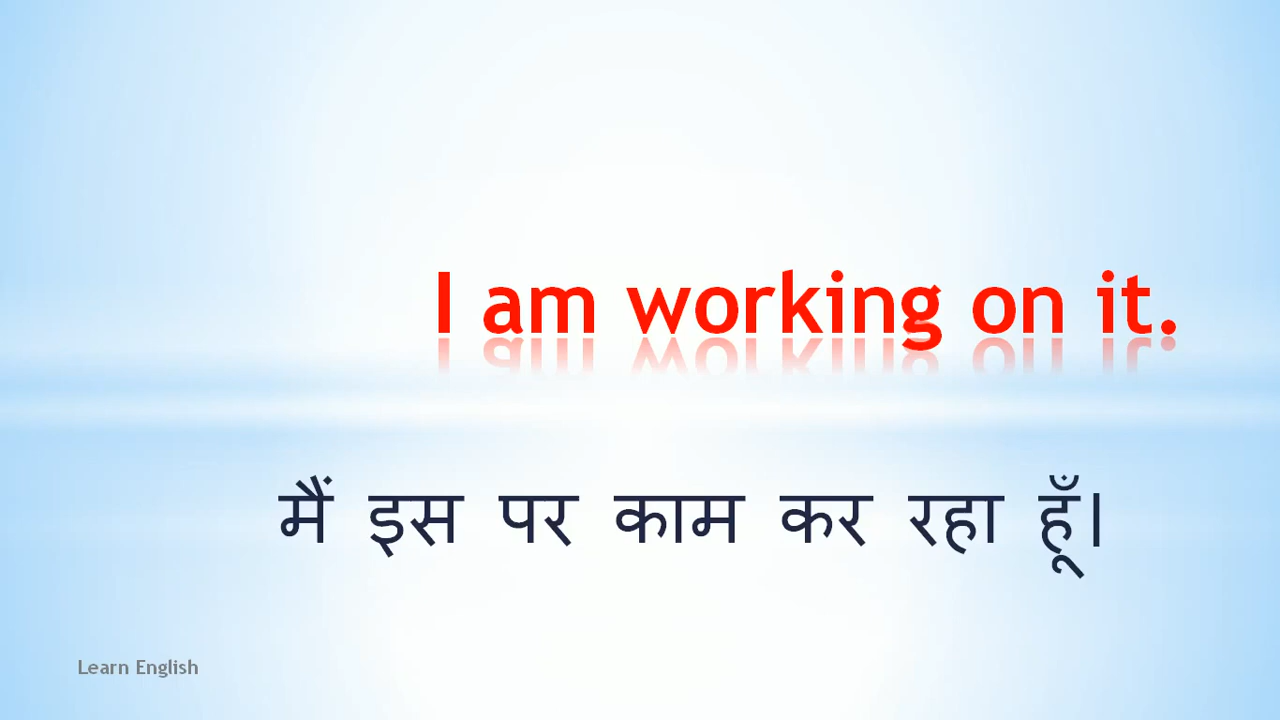 I am working on it.
मैं इस पर काम कर रहा हूँ।
Learn English